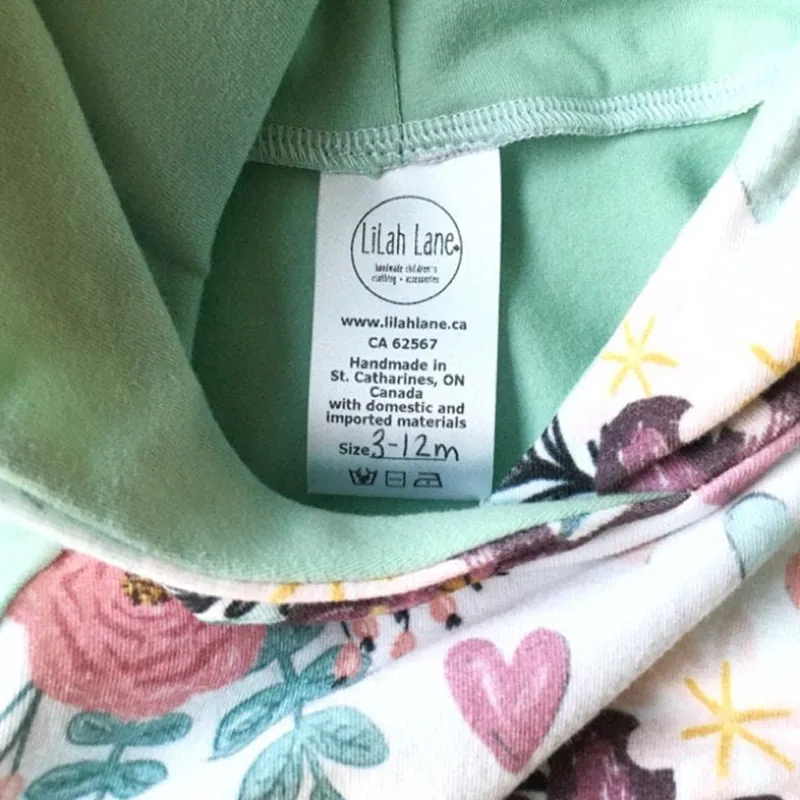 LiLah Lane
handmade children's
clothing + accessories
www.lilahlane.ca
CA 62567
Handmade in
St. Catharines, ON
Canada
with domestic and
imported materials
Size 3-12m